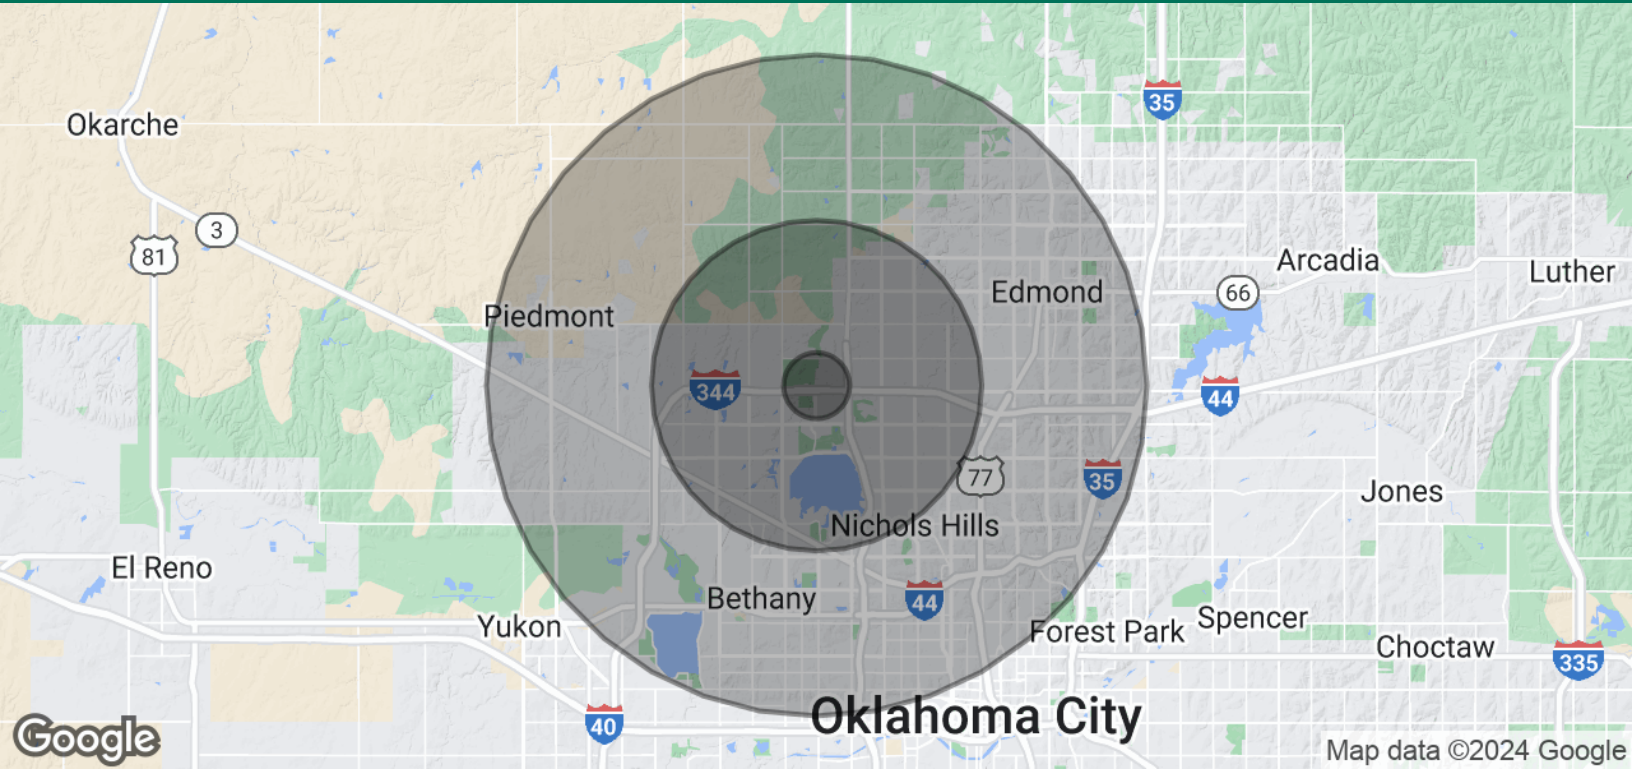 35
Okarche
3
81
Arcadia
Luther
66
Edmond
Piedmont
344
44
77
35
Jones
Nichols Hills
El Reno
Bethany
44
Spencer
Yukon
Forest Park
Choctaw
335
Oklahoma City
40
Google
Map data ©2024 Google